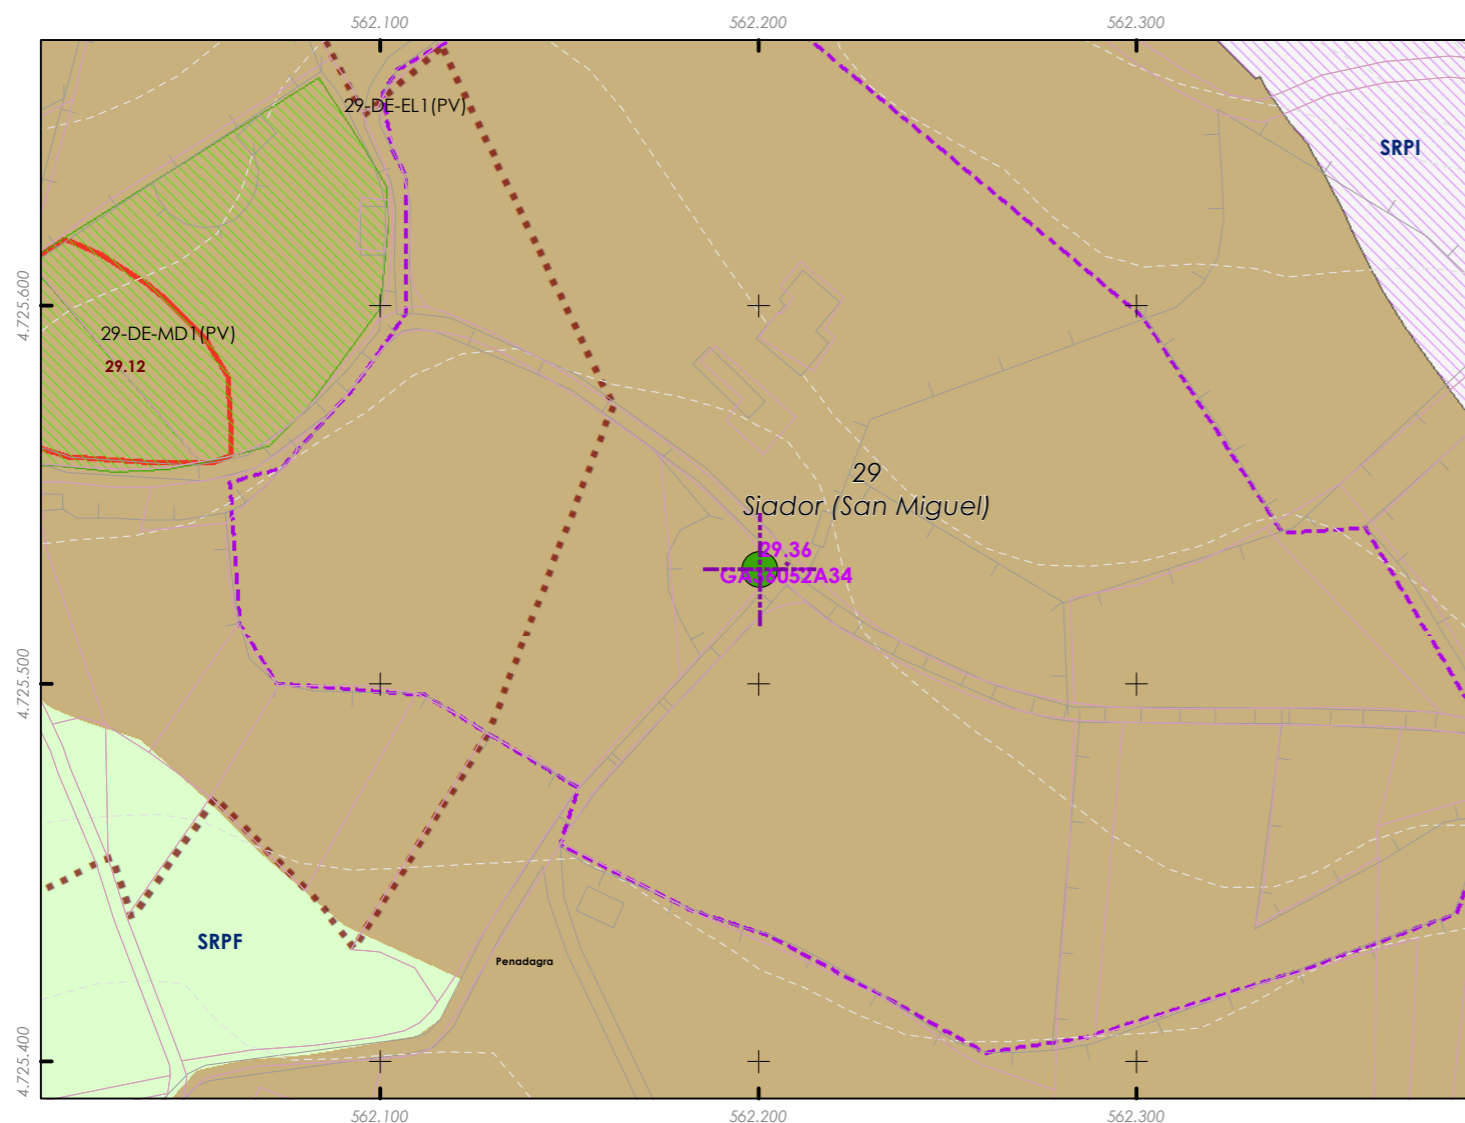 562.100
562.200
562.300
29-DE-EL1(PV)
SRPI
4.725.600
29-DE-MD1(PV)
29.12
29
Siador (San Miguel)
29.36
4.725.500
SRPF
Penadagra
4.725.400
562.100
562.200
562.300